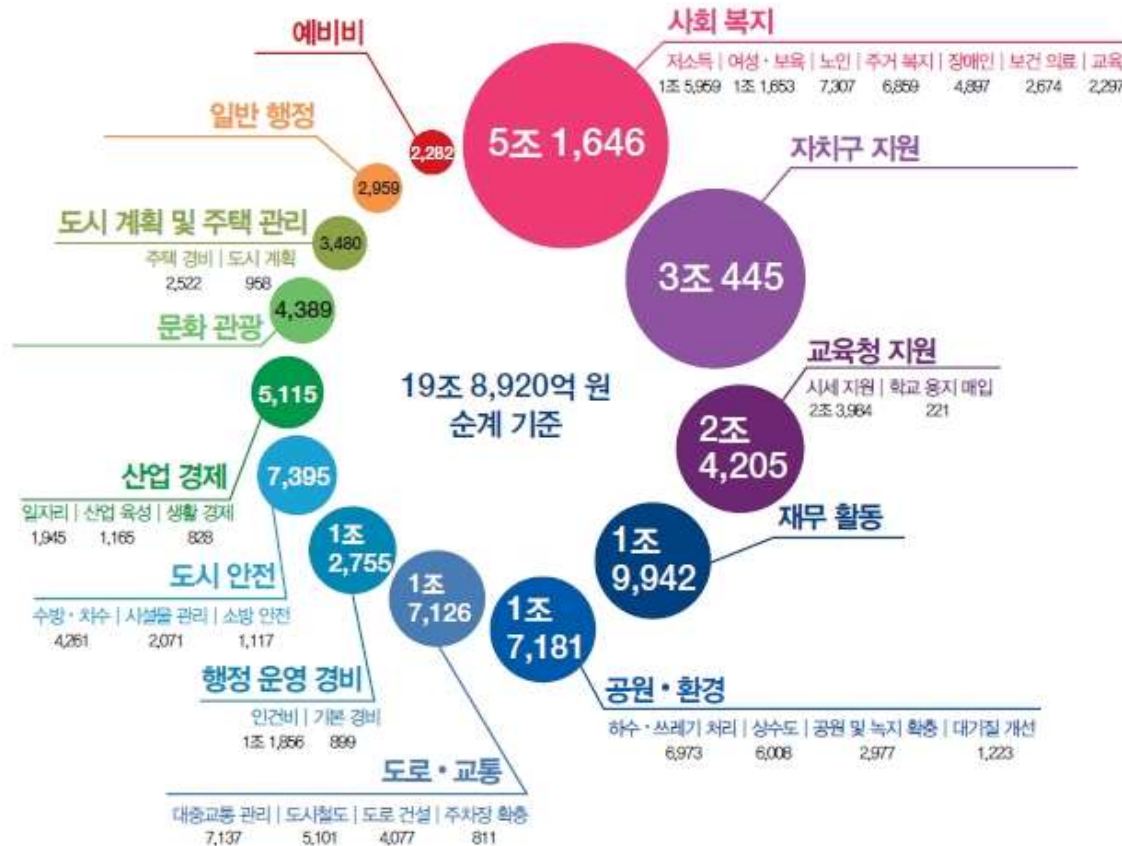 사회 복지
저소득 | 여성・보육 | 노인 | 주거 복지 | 장애인 | 보건 의료 | 교육
1조 5,959 1조 1,653 7,307 6,859 4,897 2,674 2,297
5조 1,646
자치구 지원
3조 445
교육청 지원
시세 지원 | 학교 용지 매입
2조 3,984 221
2조
4,205
재무 활동
1조
9,942
공원・환경
하수・쓰레기 처리 | 상수도 | 공원 및 녹지 확충 | 대기질 개선
6,973 6,008 2,977 1,223
1조
7,181
도로・교통
대중교통 관리 | 도시철도 | 도로 건설 | 주차장 확충
7,137 5,101 4,077 811
1조
7,126
행정 운영 경비
인건비 | 기본 경비
1조 1,856 899
1조
2,755
도시 안전
수방・치수 | 시설물 관리 | 소방 안전
4,261 2,071 1,117
7,395
산업 경제
일자리 | 산업 육성 | 생활 경제
1,945 1,165 828
5,115
문화 관광
4,389
도시 계획 및 주택 관리
주택 경비 | 도시 계획
2,522 958
3,480
일반 행정
2,959
예비비
2,282
19조 8,920억 원
순계 기준